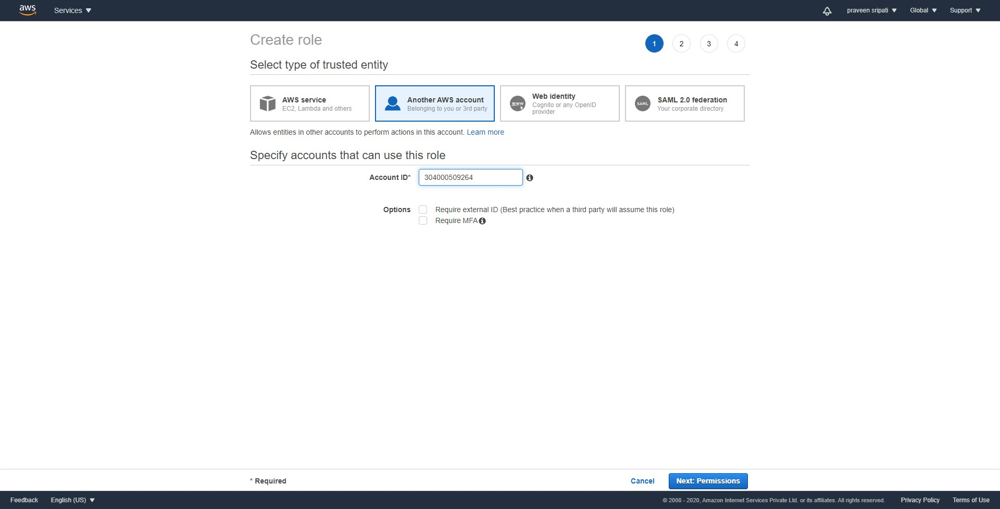 aws Services praveen sripati Global Support
Create role
1 2 3 4
Select type of trusted entity
AWS service
EC2, Lambda and others
Another AWS account
Belonging to you or 3rd party
www
Web identity
Cognito or any OpenID
provider
SAML
SAML 2.0 federation
Your corporate directory
Allows entities in other accounts to perform actions in this account. Learn more
Specify accounts that can use this role
Account ID* 304000509264
Options Require external ID (Best practice when a third party will assume this role)
Require MFA
* Required Cancel Next: Permissions
Feedback English (US) © 2008 - 2020, Amazon Internet Services Private Ltd. or its affiliates. All rights reserved. Privacy Policy Terms of Use